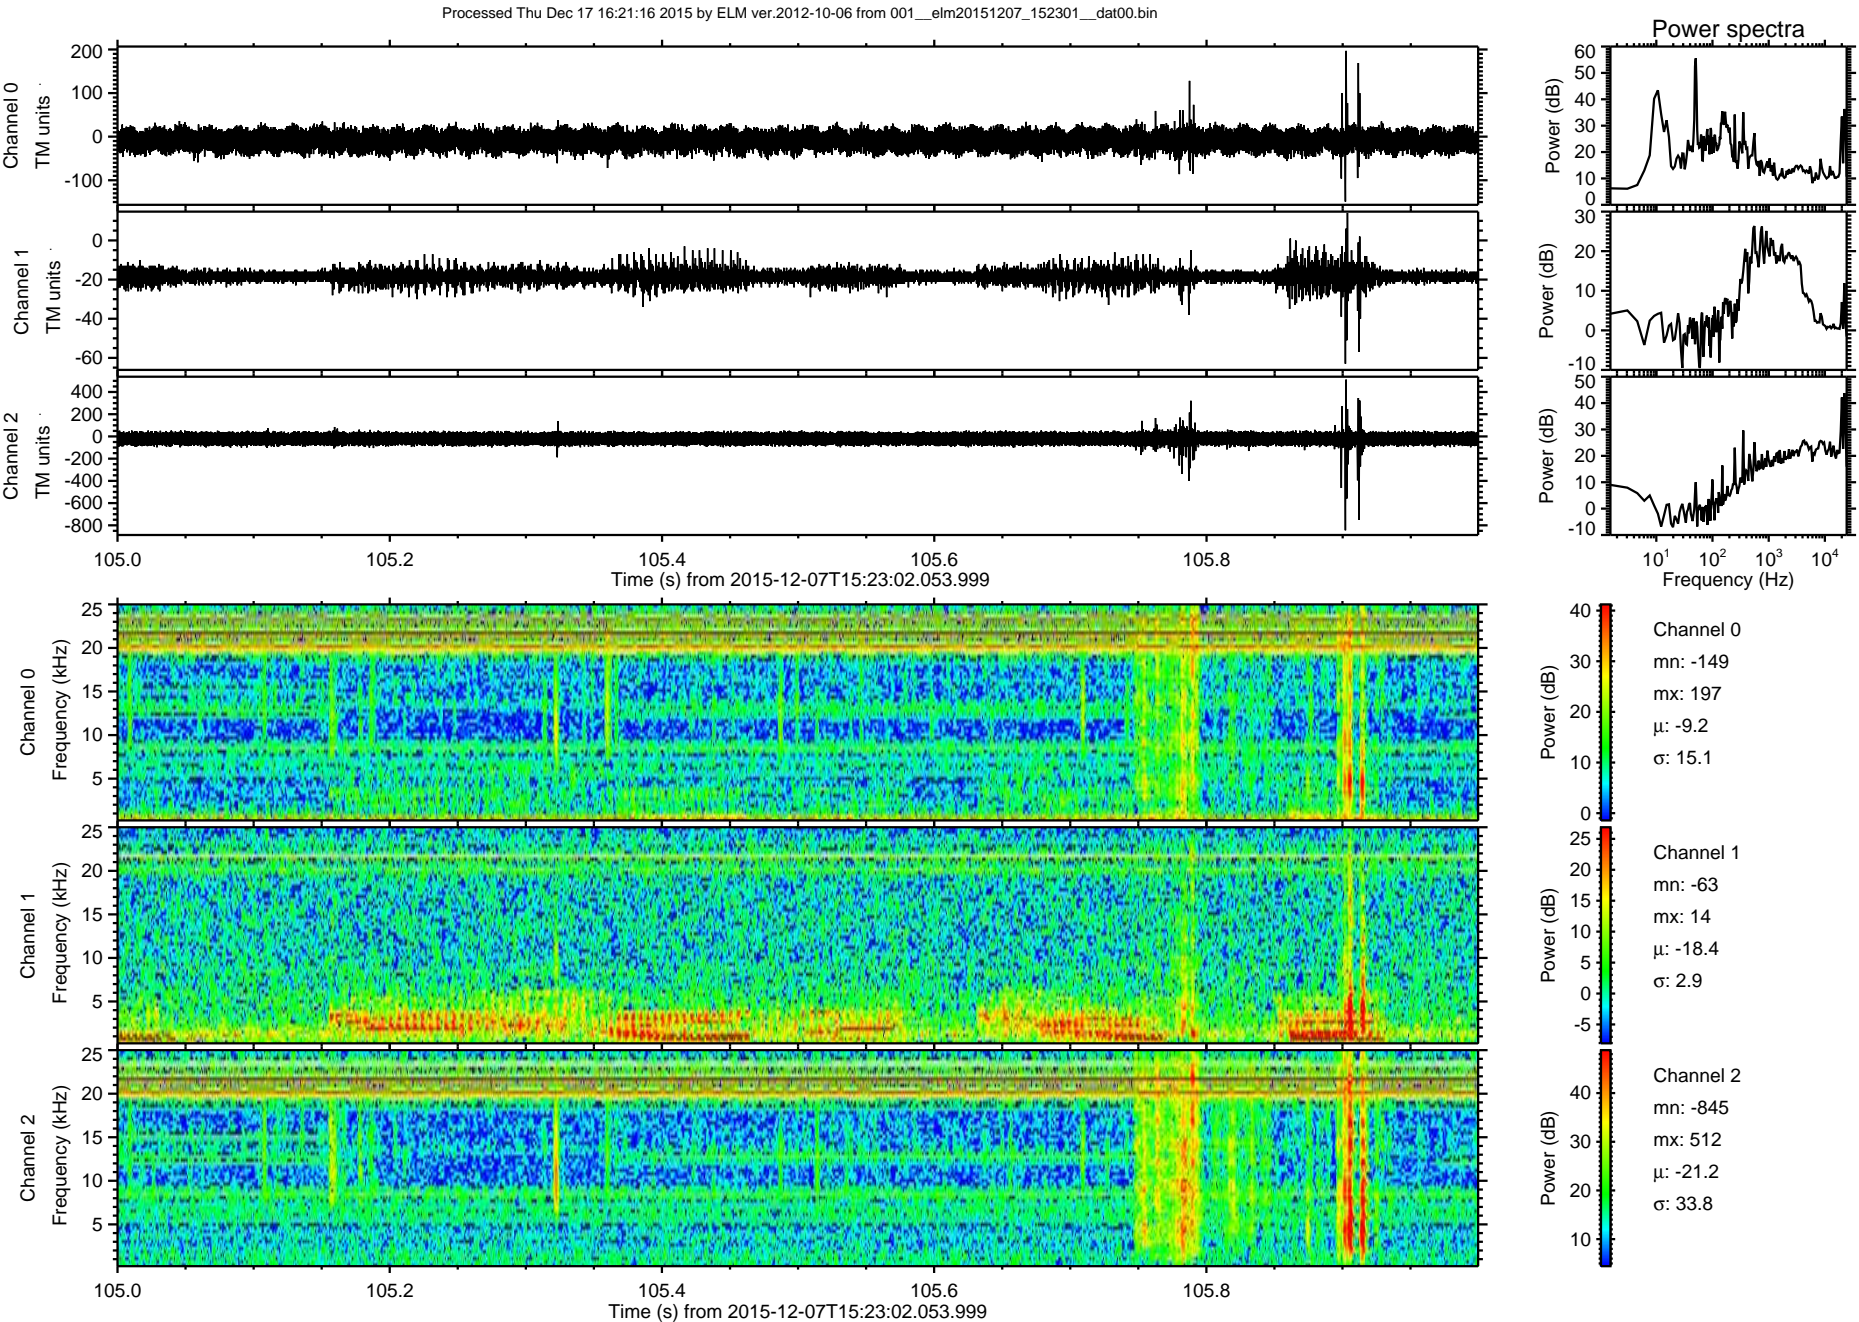 Processed Thu Dec 17 16:21:16 2015 by ELM ver.2012-10-06 from 001__elm20151207_152301__dat00.bin
Power spectra
Channel 0
TM units
200
100
0
-100
Power (dB)
60
50
40
30
20
10
0
Channel 1
TM units
0
-20
-40
-60
Power (dB)
30
20
10
0
-10
Channel 2
TM units
400
200
0
-200
-400
-600
-800
Power (dB)
50
40
30
20
10
0
-10
105.0 105.2 105.4 105.6 105.8
Time (s) from 2015-12-07T15:23:02.053.999
10¹ 10² 10³ 10⁴
Frequency (Hz)
Channel 0
Frequency (kHz)
25
20
15
10
5
Power (dB)
40
30
20
10
0
Channel 0
mn: -149
mx: 197
μ: -9.2
σ: 15.1
Channel 1
Frequency (kHz)
25
20
15
10
5
Power (dB)
25
20
15
10
5
0
-5
Channel 1
mn: -63
mx: 14
μ: -18.4
σ: 2.9
Channel 2
Frequency (kHz)
25
20
15
10
5
Power (dB)
40
30
20
10
Channel 2
mn: -845
mx: 512
μ: -21.2
σ: 33.8
105.0 105.2 105.4 105.6 105.8
Time (s) from 2015-12-07T15:23:02.053.999